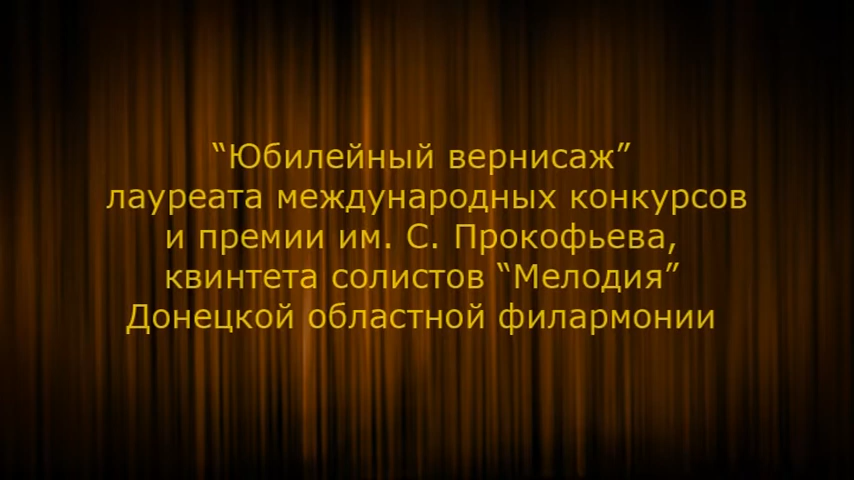 “Юбилейный вернисаж”
лауреата международных конкурсов
и премии им. С. Прокофьева,
квинтета солистов “Мелодия”
Донецкой областной филармонии